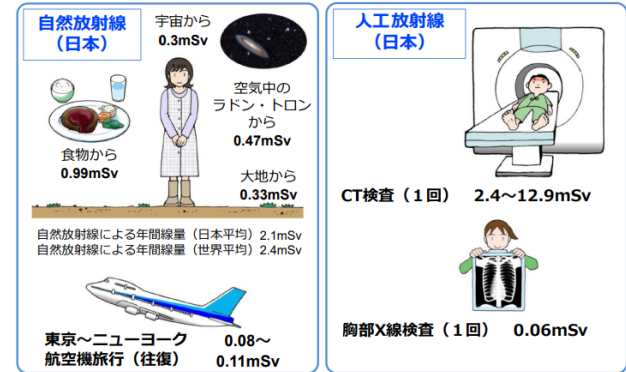 自然放射線
（日本）
宇宙から
0.3mSv
空気中の
ラドン・トロン
から
0.47mSv
食物から
0.99mSv
大地から
0.33mSv
自然放射線による年間線量（日本平均）2.1mSv
自然放射線による年間線量（世界平均）2.4mSv
東京～ニューヨーク
航空機旅行（往復）
0.08～
0.11mSv
人工放射線
（日本）
CT検査（１回） 2.4～12.9mSv
胸部X線検査（１回） 0.06mSv